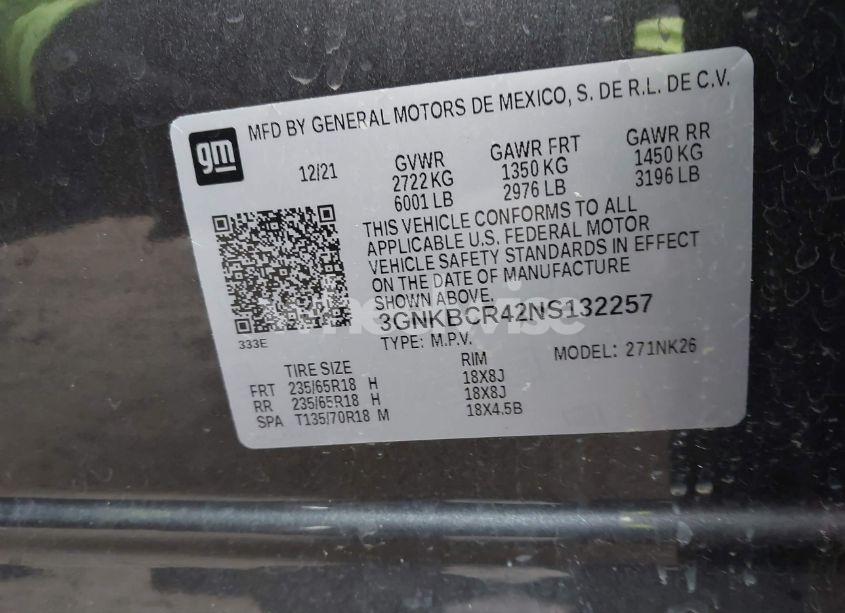 gm
MFD BY GENERAL MOTORS DE MEXICO, S. DE R.L. DE C.V.
12/21
GVWR
2722 KG
6001 LB
GAWR FRT
1350 KG
2976 LB
GAWR RR
1450 KG
3196 LB
THIS VEHICLE CONFORMS TO ALL
APPLICABLE U.S. FEDERAL MOTOR
VEHICLE SAFETY STANDARDS IN EFFECT
ON THE DATE OF MANUFACTURE
SHOWN ABOVE.
333E
3GNKBCR42NS132257
TYPE: M.P.V.
MODEL: 271NK26
TIRE SIZE
RIM
FRT 235/65R18 H 18X8J
RR 235/65R18 H 18X8J
SPA T135/70R18 M 18X4.5B